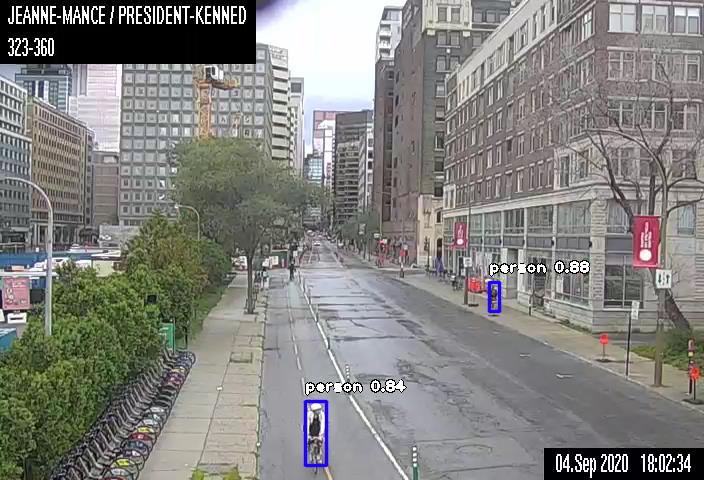 JEANNE-MANCE / PRESIDENT-KENNED
323-360
person 0.88
person 0.84
04.Sep 2020 18:02:34